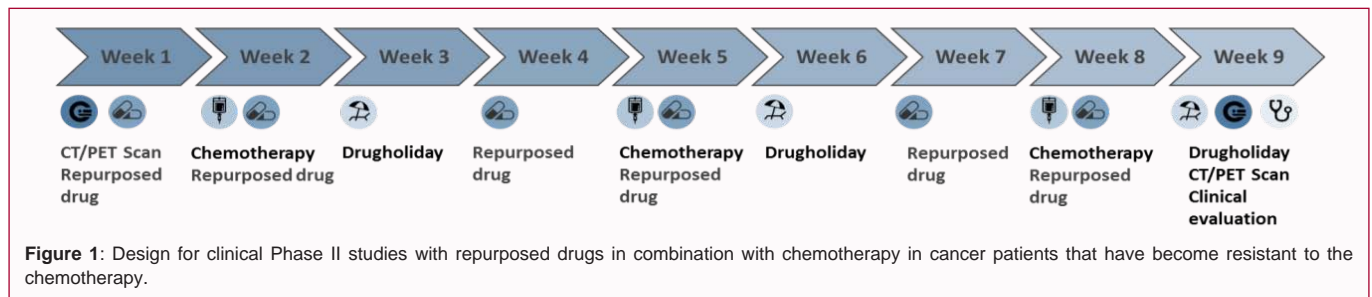 Week 1
Week 2
Week 3
Week 4
Week 5
Week 6
Week 7
Week 8
Week 9
CT/PET Scan
Repurposed
drug
Chemotherapy
Repurposed drug
Drugholiday
Repurposed
drug
Chemotherapy
Repurposed
drug
Drugholiday
Repurposed
drug
Chemotherapy
Repurposed
drug
Drugholiday
CT/PET Scan
Clinical
evaluation
Figure 1: Design for clinical Phase II studies with repurposed drugs in combination with chemotherapy in cancer patients that have become resistant to the
chemotherapy.